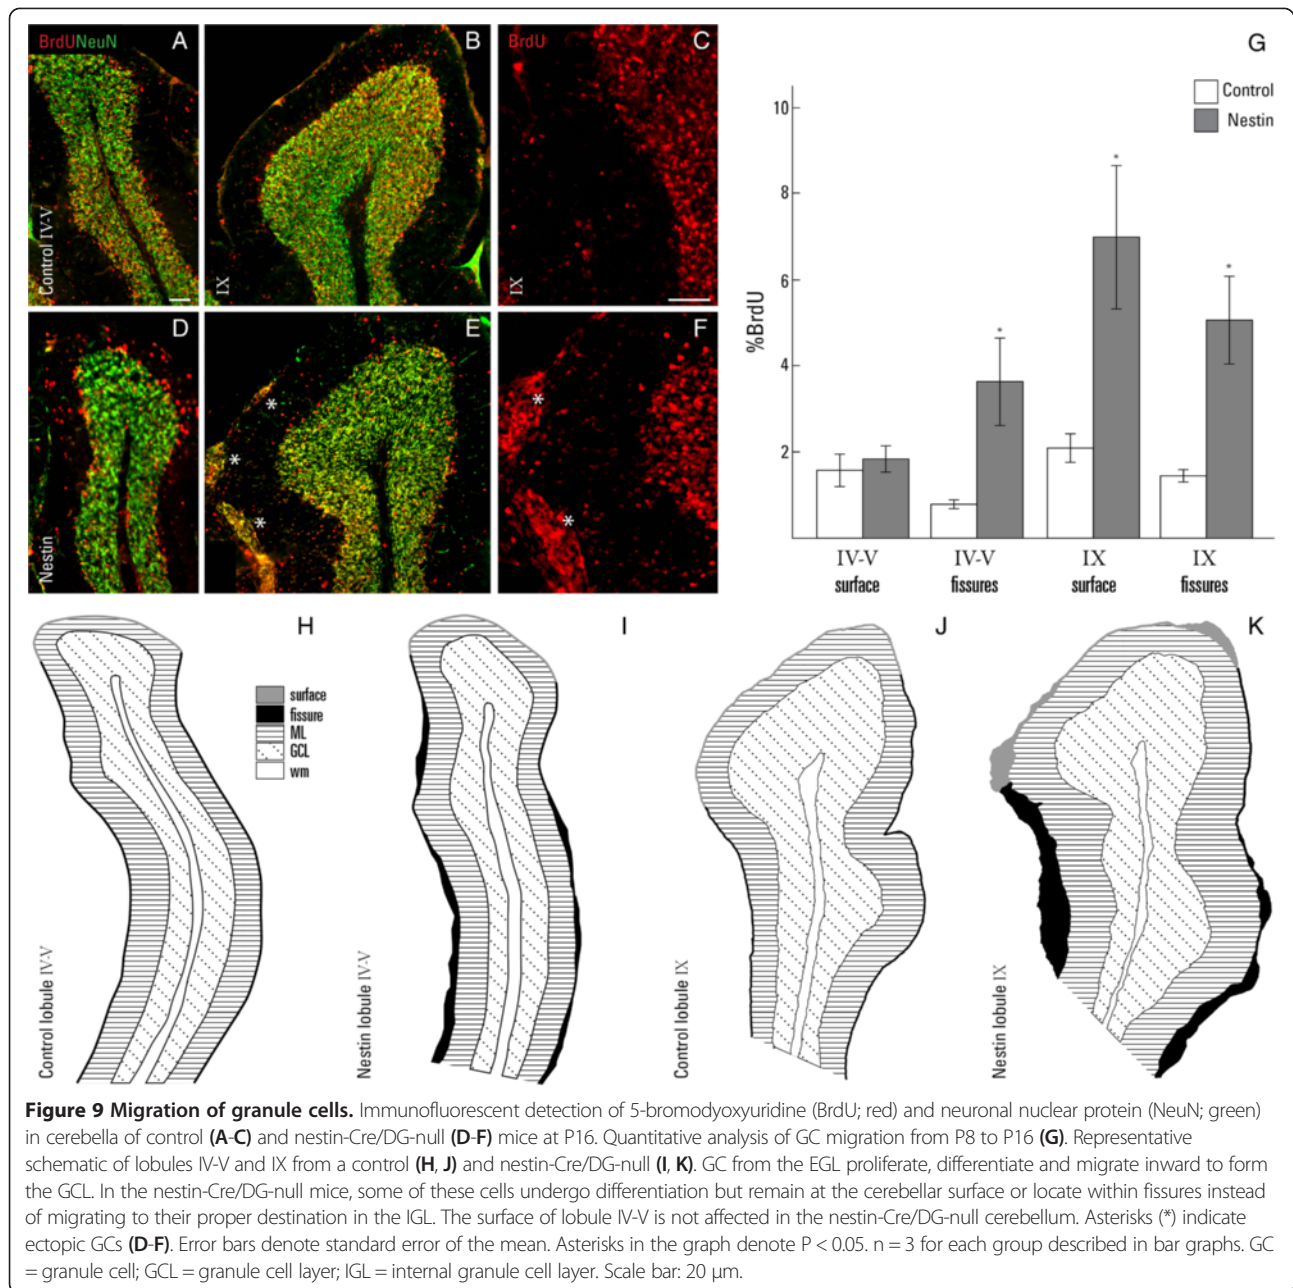 BrdUNeuN A
B
BrdU C
Control IV-V
IX
IX
D
E
F
Nestin
*
*
*
*
*
G
Control
Nestin
%BrdU
10
8
6
4
2
*
*
*
IV-V IV-V IX IX
surface fissures surface fissures
H
I
J
K
surface
fissure
ML
GCL
wm
Control lobule IV-V
Nestin lobule IV-V
Control lobule IX
Nestin lobule IX
Figure 9 Migration of granule cells. Immunofluorescent detection of 5-bromodyoxyuridine (BrdU; red) and neuronal nuclear protein (NeuN; green)
in cerebella of control (A-C) and nestin-Cre/DG-null (D-F) mice at P16. Quantitative analysis of GC migration from P8 to P16 (G). Representative
schematic of lobules IV-V and IX from a control (H, J) and nestin-Cre/DG-null (I, K). GC from the EGL proliferate, differentiate and migrate inward to form
the GCL. In the nestin-Cre/DG-null mice, some of these cells undergo differentiation but remain at the cerebellar surface or locate within fissures instead
of migrating to their proper destination in the IGL. The surface of lobule IV-V is not affected in the nestin-Cre/DG-null cerebellum. Asterisks (*) indicate
ectopic GCs (D-F). Error bars denote standard error of the mean. Asterisks in the graph denote P < 0.05. n = 3 for each group described in bar graphs. GC
= granule cell; GCL = granule cell layer; IGL = internal granule cell layer. Scale bar: 20 μm.